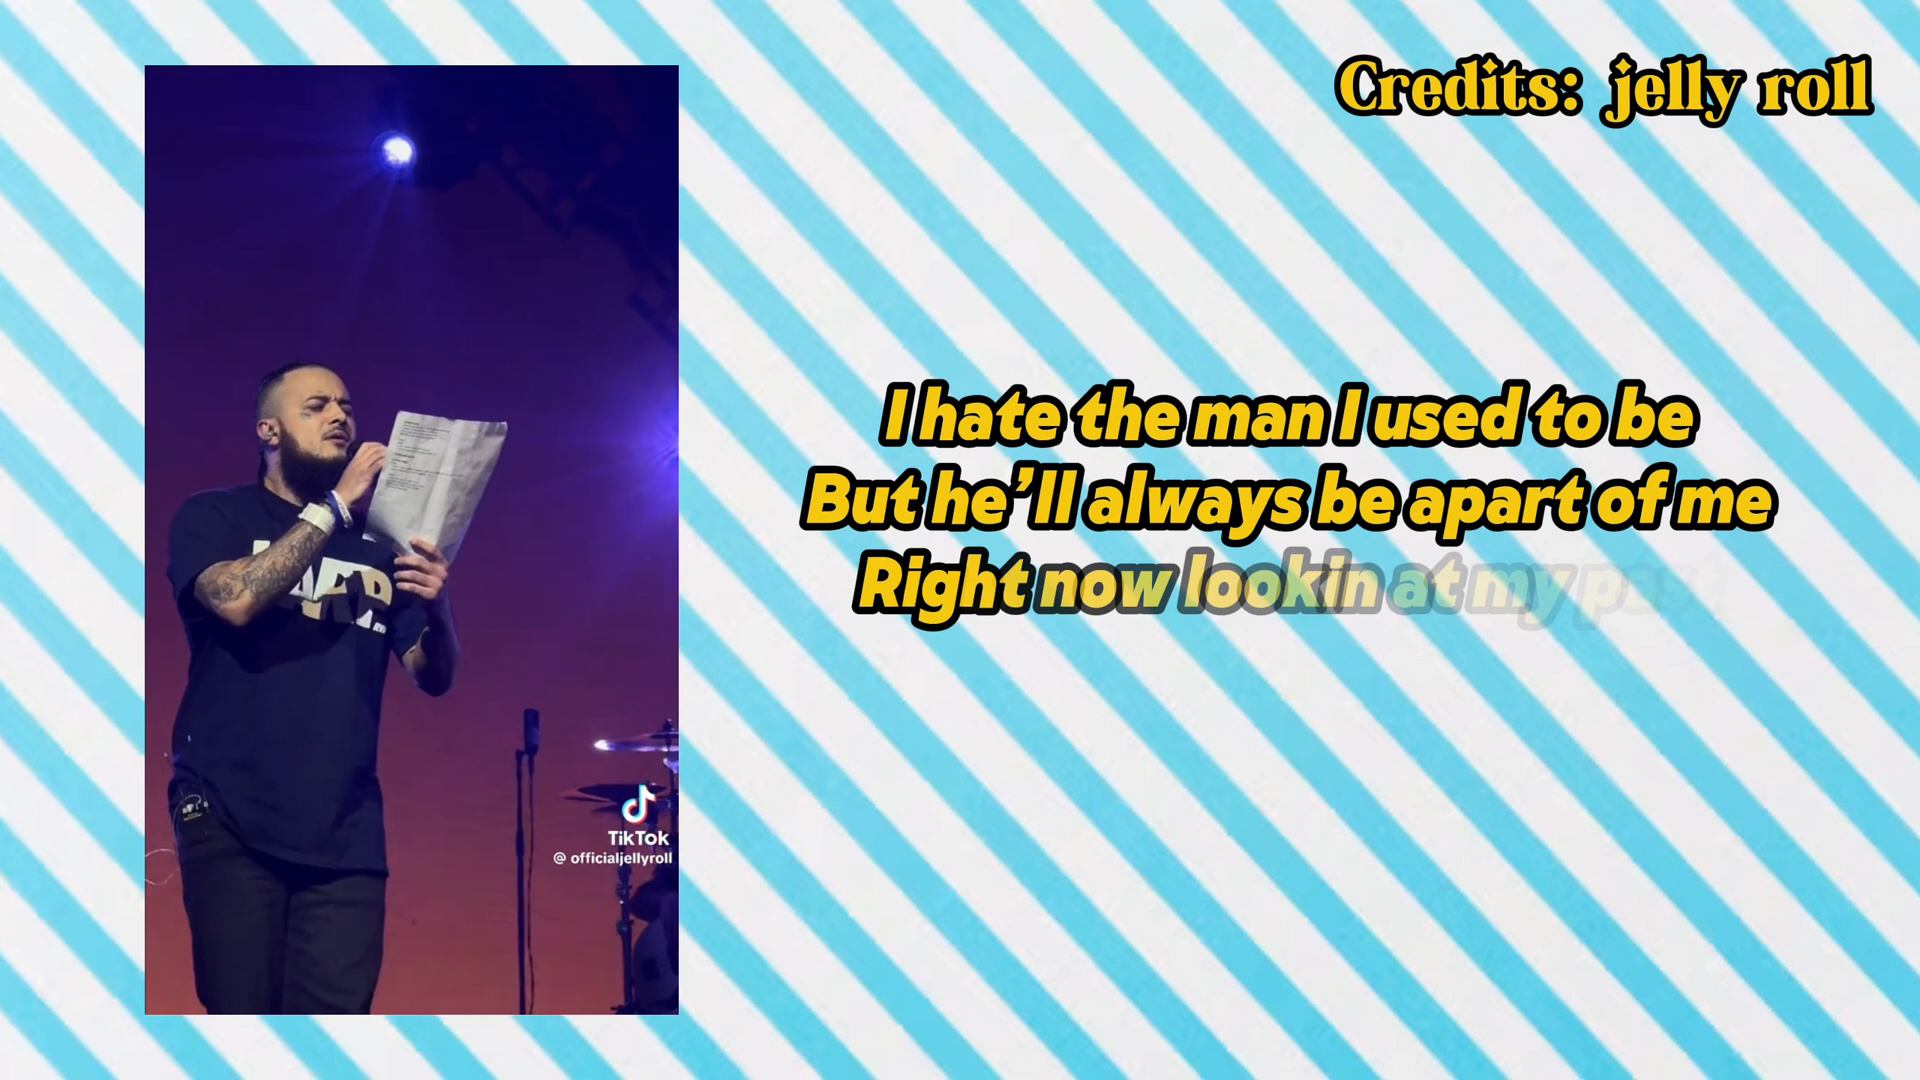 Credits: jelly roll
I hate the man I used to be
But he’ll always be apart of me
Right now lookin at my past
TikTok
@ officialjellyroll